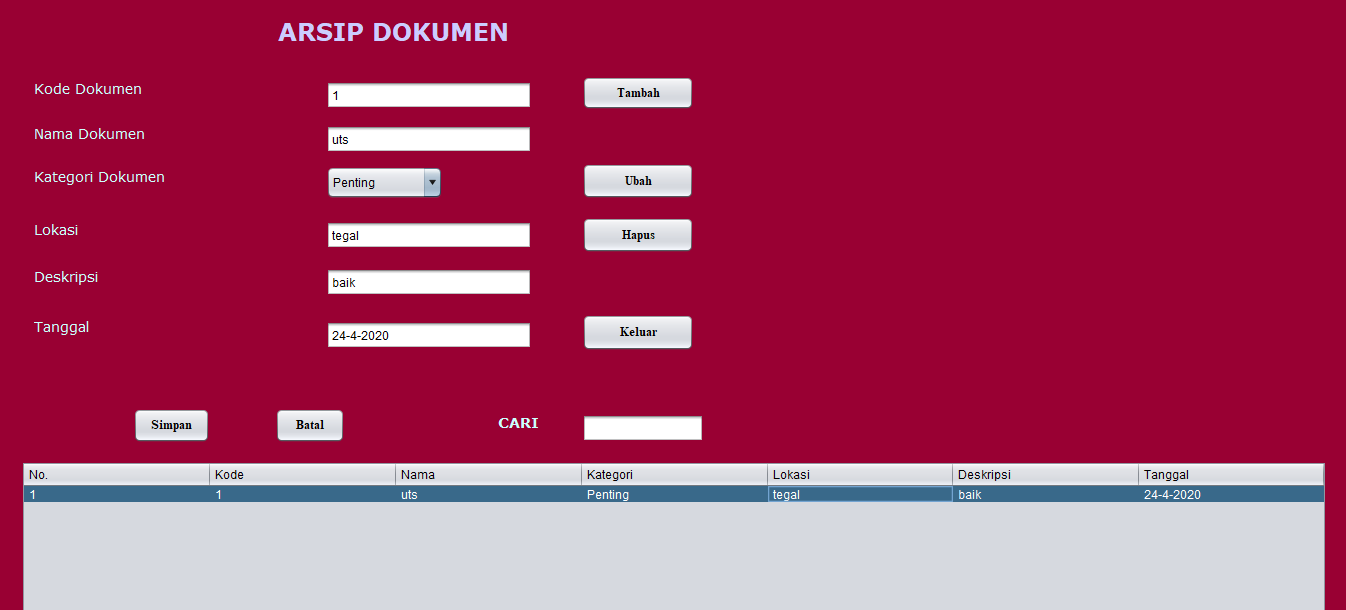 ARSIP DOKUMEN
Kode Dokumen 1 Tambah
Nama Dokumen uts
Kategori Dokumen Penting Ubah
Lokasi tegal Hapus
Deskripsi baik
Tanggal 24-4-2020 Keluar
Simpan Batal CARI
No. Kode Nama Kategori Lokasi Deskripsi Tanggal
1 1 uts Penting tegal baik 24-4-2020